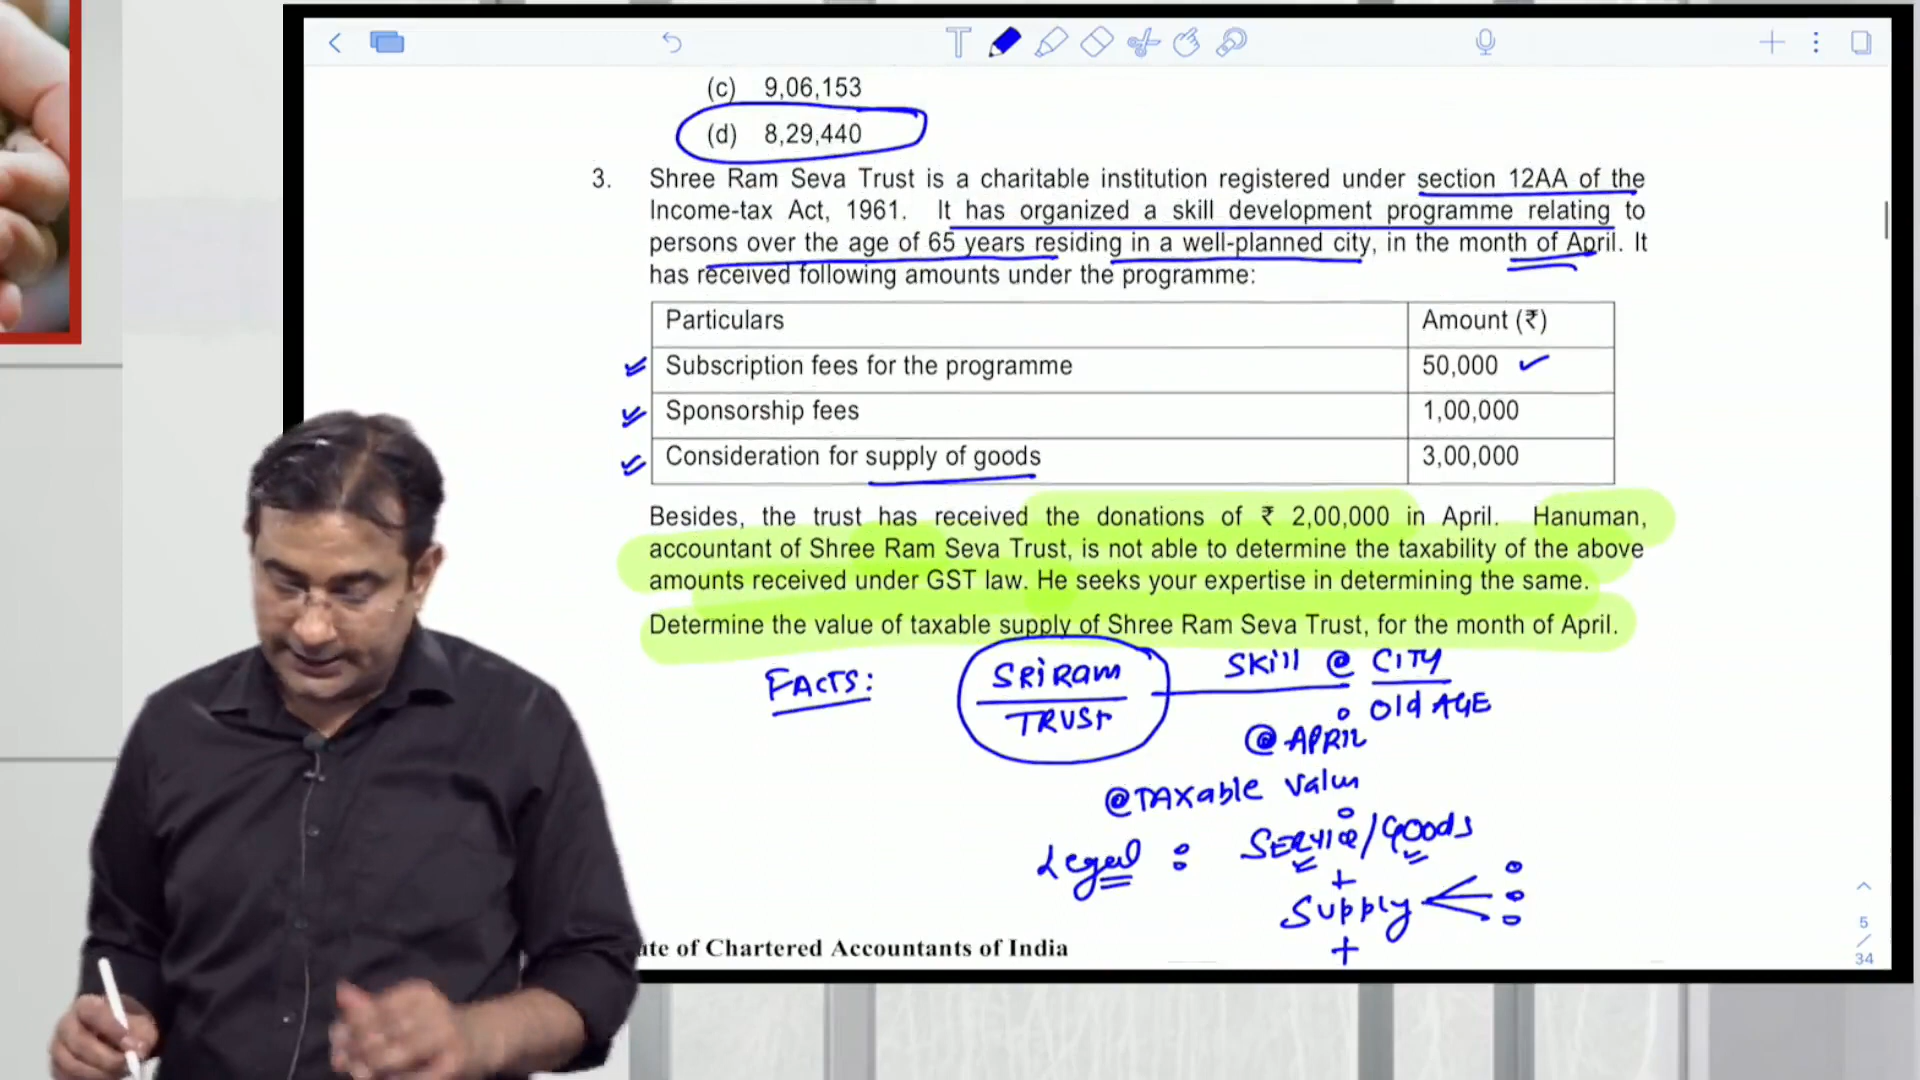 (c) 9,06,153
(d) 8,29,440
3. Shree Ram Seva Trust is a charitable institution registered under section 12AA of the
Income-tax Act, 1961. It has organized a skill development programme relating to
persons over the age of 65 years residing in a well-planned city, in the month of April. It
has received following amounts under the programme:
Particulars Amount (₹)
Subscription fees for the programme 50,000
Sponsorship fees 1,00,000
Consideration for supply of goods 3,00,000
Besides, the trust has received the donations of ₹ 2,00,000 in April. Hanuman,
accountant of Shree Ram Seva Trust, is not able to determine the taxability of the above
amounts received under GST law. He seeks your expertise in determining the same.
Determine the value of taxable supply of Shree Ram Seva Trust, for the month of April.
FACTS: SRi RAM SKill @ CITY
TRUST Old AGE
@ APRIL
@ TAXable Value
Legal : SERVICE/GOODS
+
Supply
+
te of Chartered Accountants of India
5
/
34